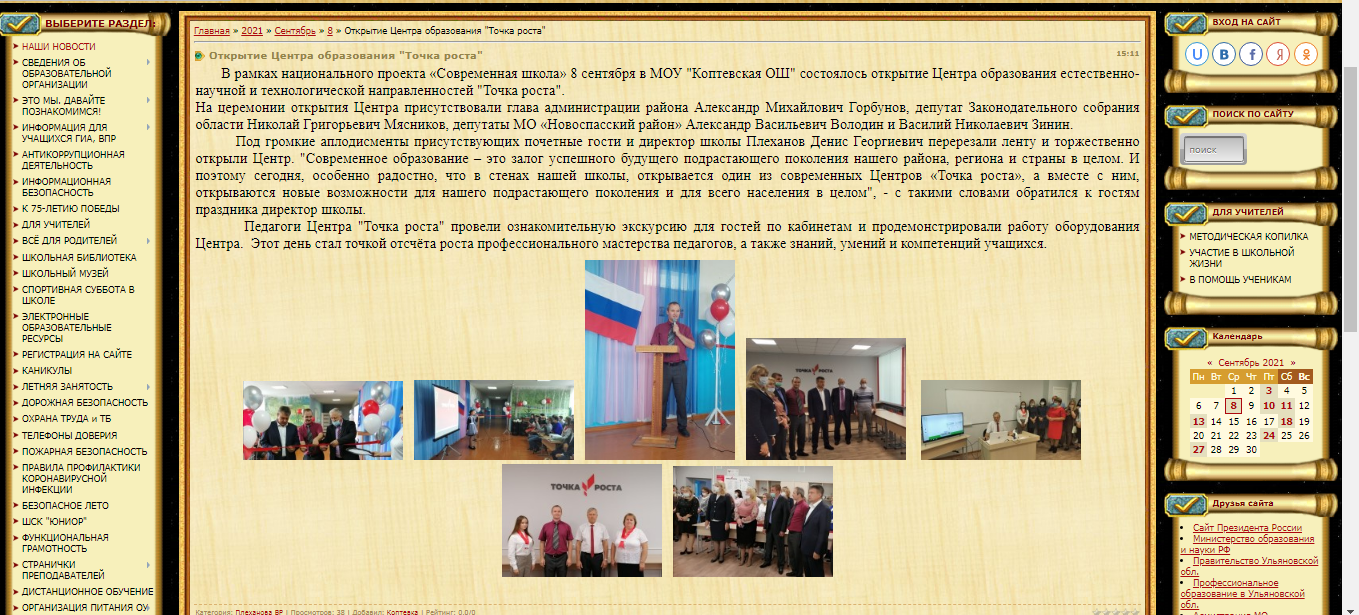 ВЫБЕРИТЕ РАЗДЕЛ:
НАШИ НОВОСТИ
СВЕДЕНИЯ ОБ
ОБРАЗОВАТЕЛЬНОЙ
ОРГАНИЗАЦИИ
ЭТО МЫ, ДАВАЙТЕ
ПОЗНАКОМИМСЯ!
ИНФОРМАЦИЯ ДЛЯ
УЧАЩИХСЯ ГИА, ВПР
АНТИКОРРУПЦИОННАЯ
ДЕЯТЕЛЬНОСТЬ
ИНФОРМАЦИОННАЯ
БЕЗОПАСНОСТЬ
К 75-ЛЕТИЮ ПОБЕДЫ
ДЛЯ УЧИТЕЛЕЙ
ВСЁ ДЛЯ РОДИТЕЛЕЙ
ШКОЛЬНАЯ БИБЛИОТЕКА
ШКОЛЬНЫЙ МУЗЕЙ
СПОРТИВНАЯ СУББОТА В
ШКОЛЕ
ЭЛЕКТРОННЫЕ
ОБРАЗОВАТЕЛЬНЫЕ
РЕСУРСЫ
РЕГИСТРАЦИЯ НА САЙТЕ
КАНИКУЛЫ
ЛЕТНЯЯ ЗАНЯТОСТЬ
ДОРОЖНАЯ БЕЗОПАСНОСТЬ
ОХРАНА ТРУДА и ТБ
ТЕЛЕФОНЫ ДОВЕРИЯ
ПОЖАРНАЯ БЕЗОПАСНОСТЬ
ПРАВИЛА ПРОФИЛАКТИКИ
КОРОНАВИРУСНОЙ
ИНФЕКЦИИ
БЕЗОПАСНОЕ ЛЕТО
ШСК "ЮНИОР"
ФУНКЦИОНАЛЬНАЯ
ГРАМОТНОСТЬ
СТРАНИЧКИ
ПРЕПОДАВАТЕЛЕЙ
ДИСТАНЦИОННОЕ ОБУЧЕНИЕ
ОРГАНИЗАЦИЯ ПИТАНИЯ
Главная » 2021 » Сентябрь » 8 » Открытие Центра образования "Точка роста"
Открытие Центра образования "Точка роста" 15:11
В рамках национального проекта «Современная школа» 8 сентября в МОУ "Коптевская ОШ" состоялось открытие Центра образования естественно-
научной и технологической направленностей "Точка роста".
На церемонии открытия Центра присутствовали глава администрации района Александр Михайлович Горбунов, депутат Законодательного собрания
области Николай Григорьевич Мясников, депутаты МО «Новоспасский район» Александр Васильевич Володин и Василий Николаевич Зинин.
Под громкие аплодисменты присутствующих почетные гости и директор школы Плеханов Денис Георгиевич перерезали ленту и торжественно
открыли Центр. "Современное образование – это залог успешного будущего подрастающего поколения нашего района, региона и страны в целом. И
поэтому сегодня, особенно радостно, что в стенах нашей школы, открывается один из современных Центров «Точка роста», а вместе с ним,
открываются новые возможности для нашего подрастающего поколения и для всего населения в целом", - с такими словами обратился к гостям
праздника директор школы.
Педагоги Центра "Точка роста" провели ознакомительную экскурсию для гостей по кабинетам и продемонстрировали работу оборудования
Центра. Этот день стал точкой отсчёта роста профессионального мастерства педагогов, а также знаний, умений и компетенций учащихся.
ТОЧКА РОСТА
ТОЧКА РОСТА
Категория: Плеханова ВР | Просмотров: 38 | Добавил: Коптевка | Рейтинг: 0.0/0
ВХОД НА САЙТ
ПОИСК ПО САЙТУ
поиск
ДЛЯ УЧИТЕЛЕЙ
МЕТОДИЧЕСКАЯ КОПИЛКА
УЧАСТИЕ В ШКОЛЬНОЙ
ЖИЗНИ
В ПОМОЩЬ УЧЕНИКАМ
Календарь
« Сентябрь 2021 »
Пн Вт Ср Чт Пт Сб Вс
1 2 3 4 5
6 7 8 9 10 11 12
13 14 15 16 17 18 19
20 21 22 23 24 25 26
27 28 29 30
Друзья сайта
Сайт Президента России
Министерство образования
и науки РФ
Правительство Ульяновской
обл.
Профессиональное
образование в Ульяновской
обл.